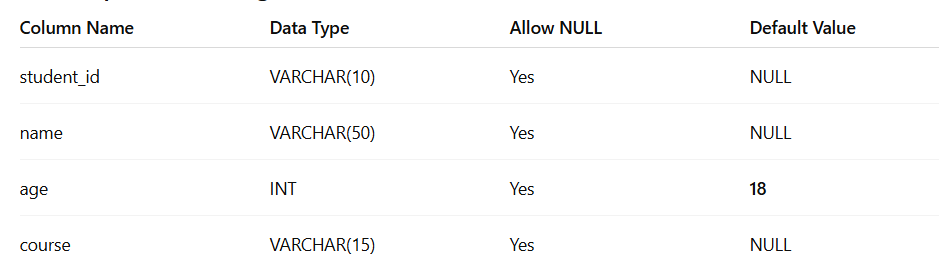 Column Name Data Type Allow NULL Default Value
student_id VARCHAR(10) Yes NULL
name VARCHAR(50) Yes NULL
age INT Yes 18
course VARCHAR(15) Yes NULL